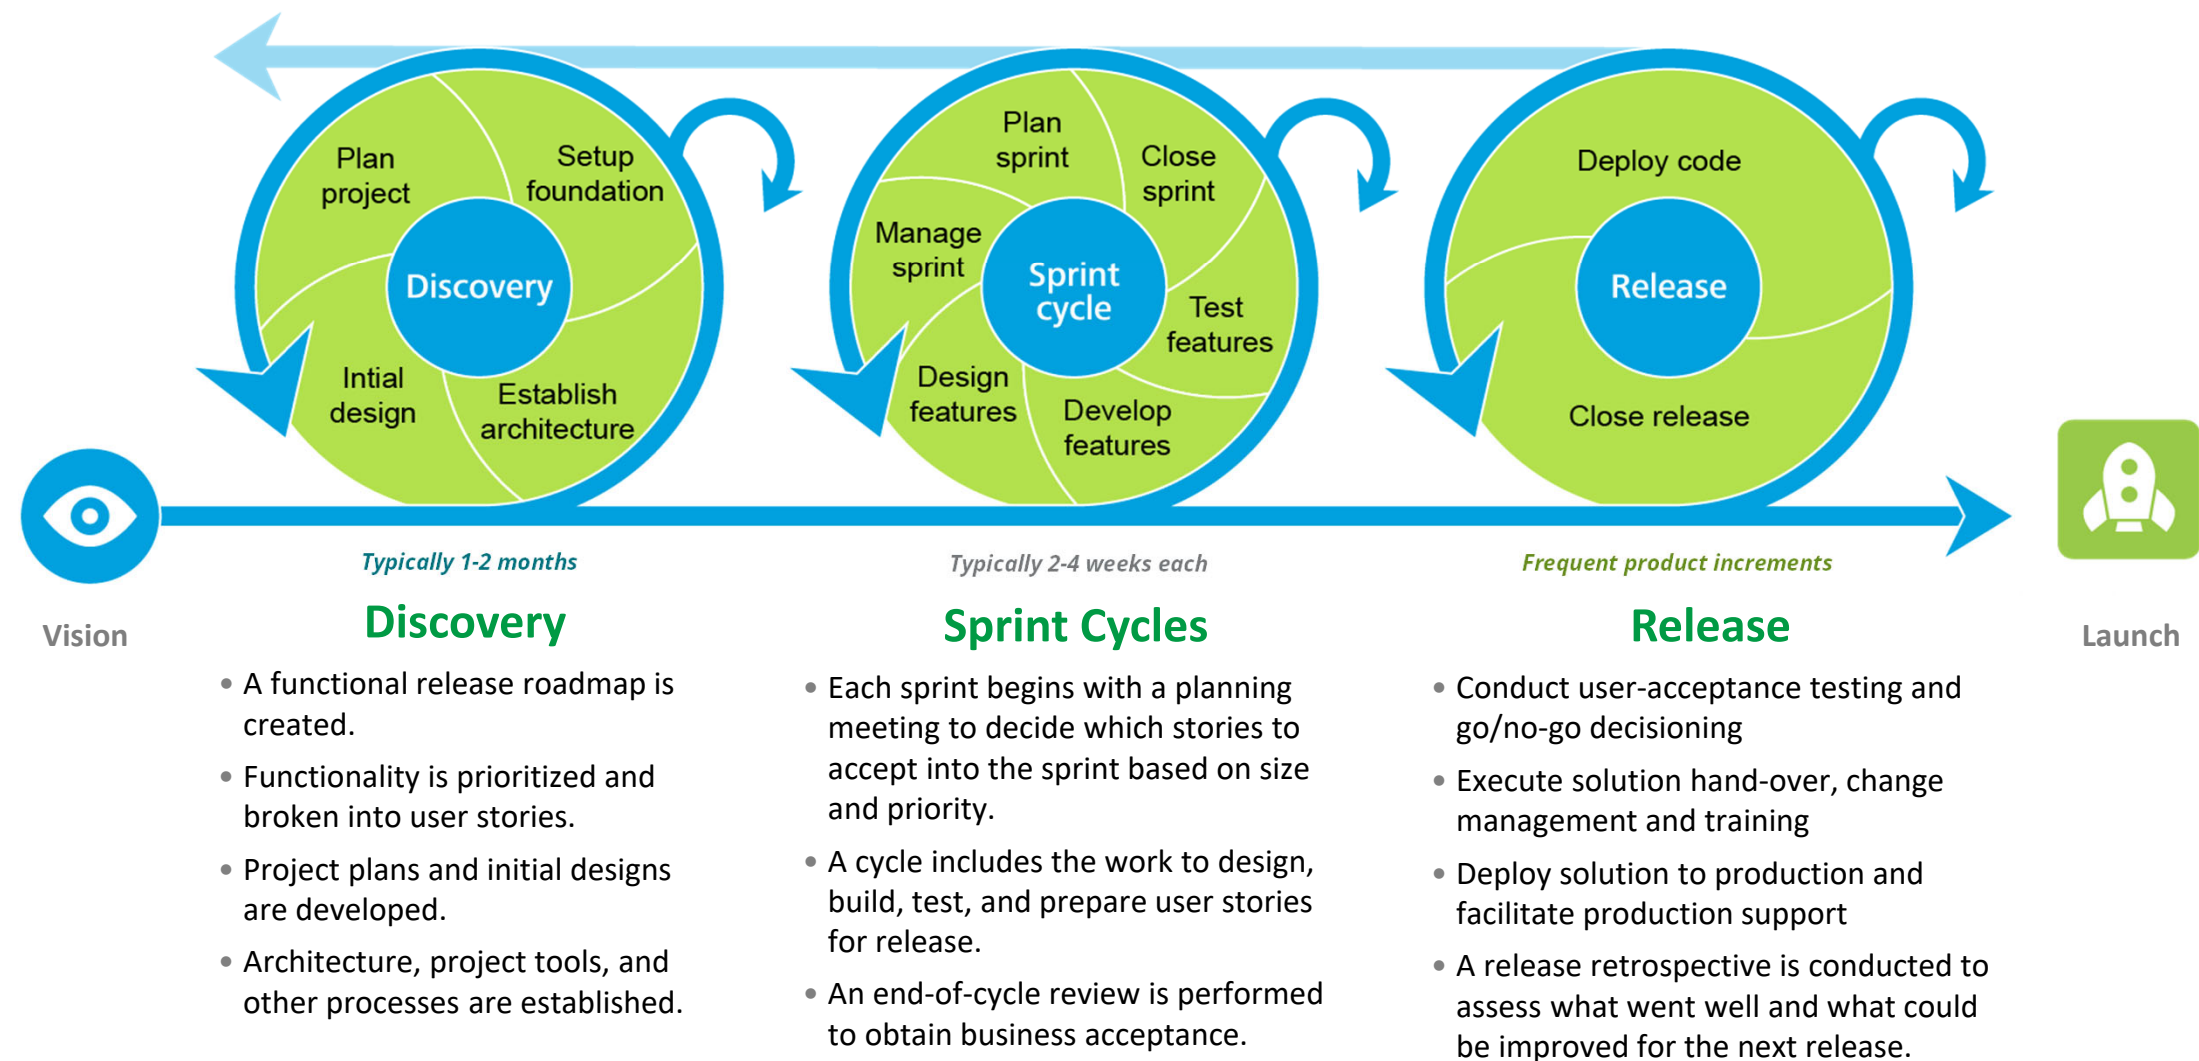 Plan
project
Setup
foundation
Discovery
Intial
design
Establish
architecture
Plan
sprint
Close
sprint
Manage
sprint
Sprint
cycle
Test
features
Design
features
Develop
features
Deploy code
Release
Close release
Vision
Typically 1-2 months
Discovery
• A functional release roadmap is
created.
• Functionality is prioritized and
broken into user stories.
• Project plans and initial designs
are developed.
• Architecture, project tools, and
other processes are established.
Typically 2-4 weeks each
Sprint Cycles
• Each sprint begins with a planning
meeting to decide which stories to
accept into the sprint based on size
and priority.
• A cycle includes the work to design,
build, test, and prepare user stories
for release.
• An end-of-cycle review is performed
to obtain business acceptance.
Frequent product increments
Release
• Conduct user-acceptance testing and
go/no-go decisioning
• Execute solution hand-over, change
management and training
• Deploy solution to production and
facilitate production support
• A release retrospective is conducted to
assess what went well and what could
be improved for the next release.
Launch